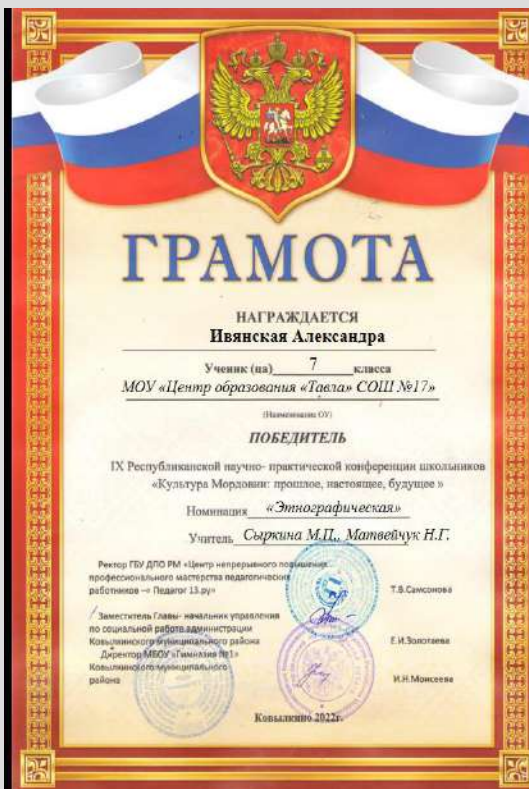 ГРАМОТА
НАГРАЖДАЕТСЯ
Ивянская Александра
Ученик (ца) 7 класса
МОУ «Центр образования «Тавла» СОШ №17»
(Наименование ОУ)
ПОБЕДИТЕЛЬ
IX Республиканской научно- практической конференции школьников
«Культура Мордовии: прошлое, настоящее, будущее »
Номинация «Этнографическая»
Учитель Сыркина М.П., Матвейчук Н.Г.
Ректор ГБУ ДПО РМ «Центр непрерывного повышения
профессионального мастерства педагогических
работников –« Педагог 13.ру»
Т.В.Самсонова
Заместитель Главы- начальник управления
по социальной работе администрации
Ковылкинского муниципального района
Е.И.Золотаева
Директор МБОУ «Гимназия №1»
Ковылкинского муниципального
района
И.Н.Моисеева
Ковылкино 2022г.